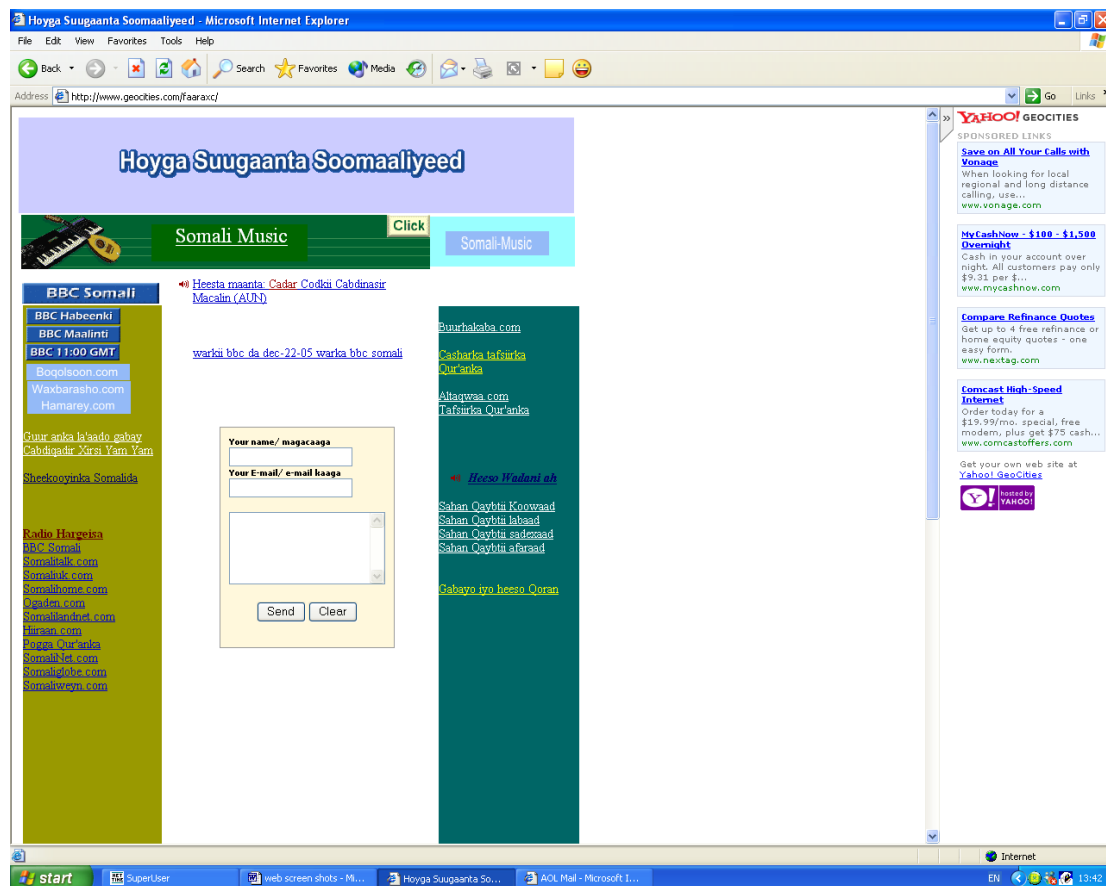 Hoyga Suugaanta Soomaaliyeed - Microsoft Internet Explorer
File Edit View Favorites Tools Help
Back Search Favorites Media
Address http://www.geocities.com/faaraxc/ Go Links
Hoyga Suugaanta Soomaaliyeed
Somali Music
Click
Somali-Music
BBC Somali
BBC Habeenki
BBC Maalinti
BBC 11:00 GMT
Boqolsoon.com
Waxbarasho.com
Hamarey.com
Guur anka la'aado gabay
Cabdiqadir Xirsi Yam Yam
Sheekooyinka Somalida
Radio Hargeisa
BBC Somali
Somalitalk.com
Somaliuk.com
Somalihome.com
Ogaden.com
Somalilandnet.com
Hiiraan.com
Pogga Qur'anka
SomaliNet.com
Somaliglobe.com
Somaliweyn.com
Heesta maanta: Cadar Codkii Cabdinasir
Macalin (AUN)
warkii bbc da dec-22-05 warka bbc somali
Your name/ magacaaga
Your E-mail/ e-mail kaaga
Send Clear
Buurhakaba.com
Casharka tafsiirka
Qur'anka
Altaqwaa.com
Tafsiirka Qur'anka
Heeso Wadani ah
Sahan Qaybtii Koowaad
Sahan Qaybtii labaad
Sahan Qaybtii sadexaad
Sahan Qaybtii afaraad
Gabayo iyo heeso Qoran
YAHOO! GEOCITIES
SPONSORED LINKS
Save on All Your Calls with
Vonage
When looking for local
regional and long distance
calling, use...
www.vonage.com
MyCashNow - $100 - $1,500
Overnight
Cash in your account over
night. All customers pay only
$9.31 per $...
www.mycashnow.com
Compare Refinance Quotes
Get up to 4 free refinance or
home equity quotes - one
easy form.
www.nextag.com
Comcast High-Speed
Internet
Order today for a
$19.99/mo. special, free
modem, plus get $75 cash...
www.comcastoffers.com
Get your own web site at
Yahoo! GeoCities
Y! hosted by
YAHOO!
Internet
start SuperUser web screen shots - Mi... Hoyga Suugaanta So... AOL Mail - Microsoft I... EN 13:42